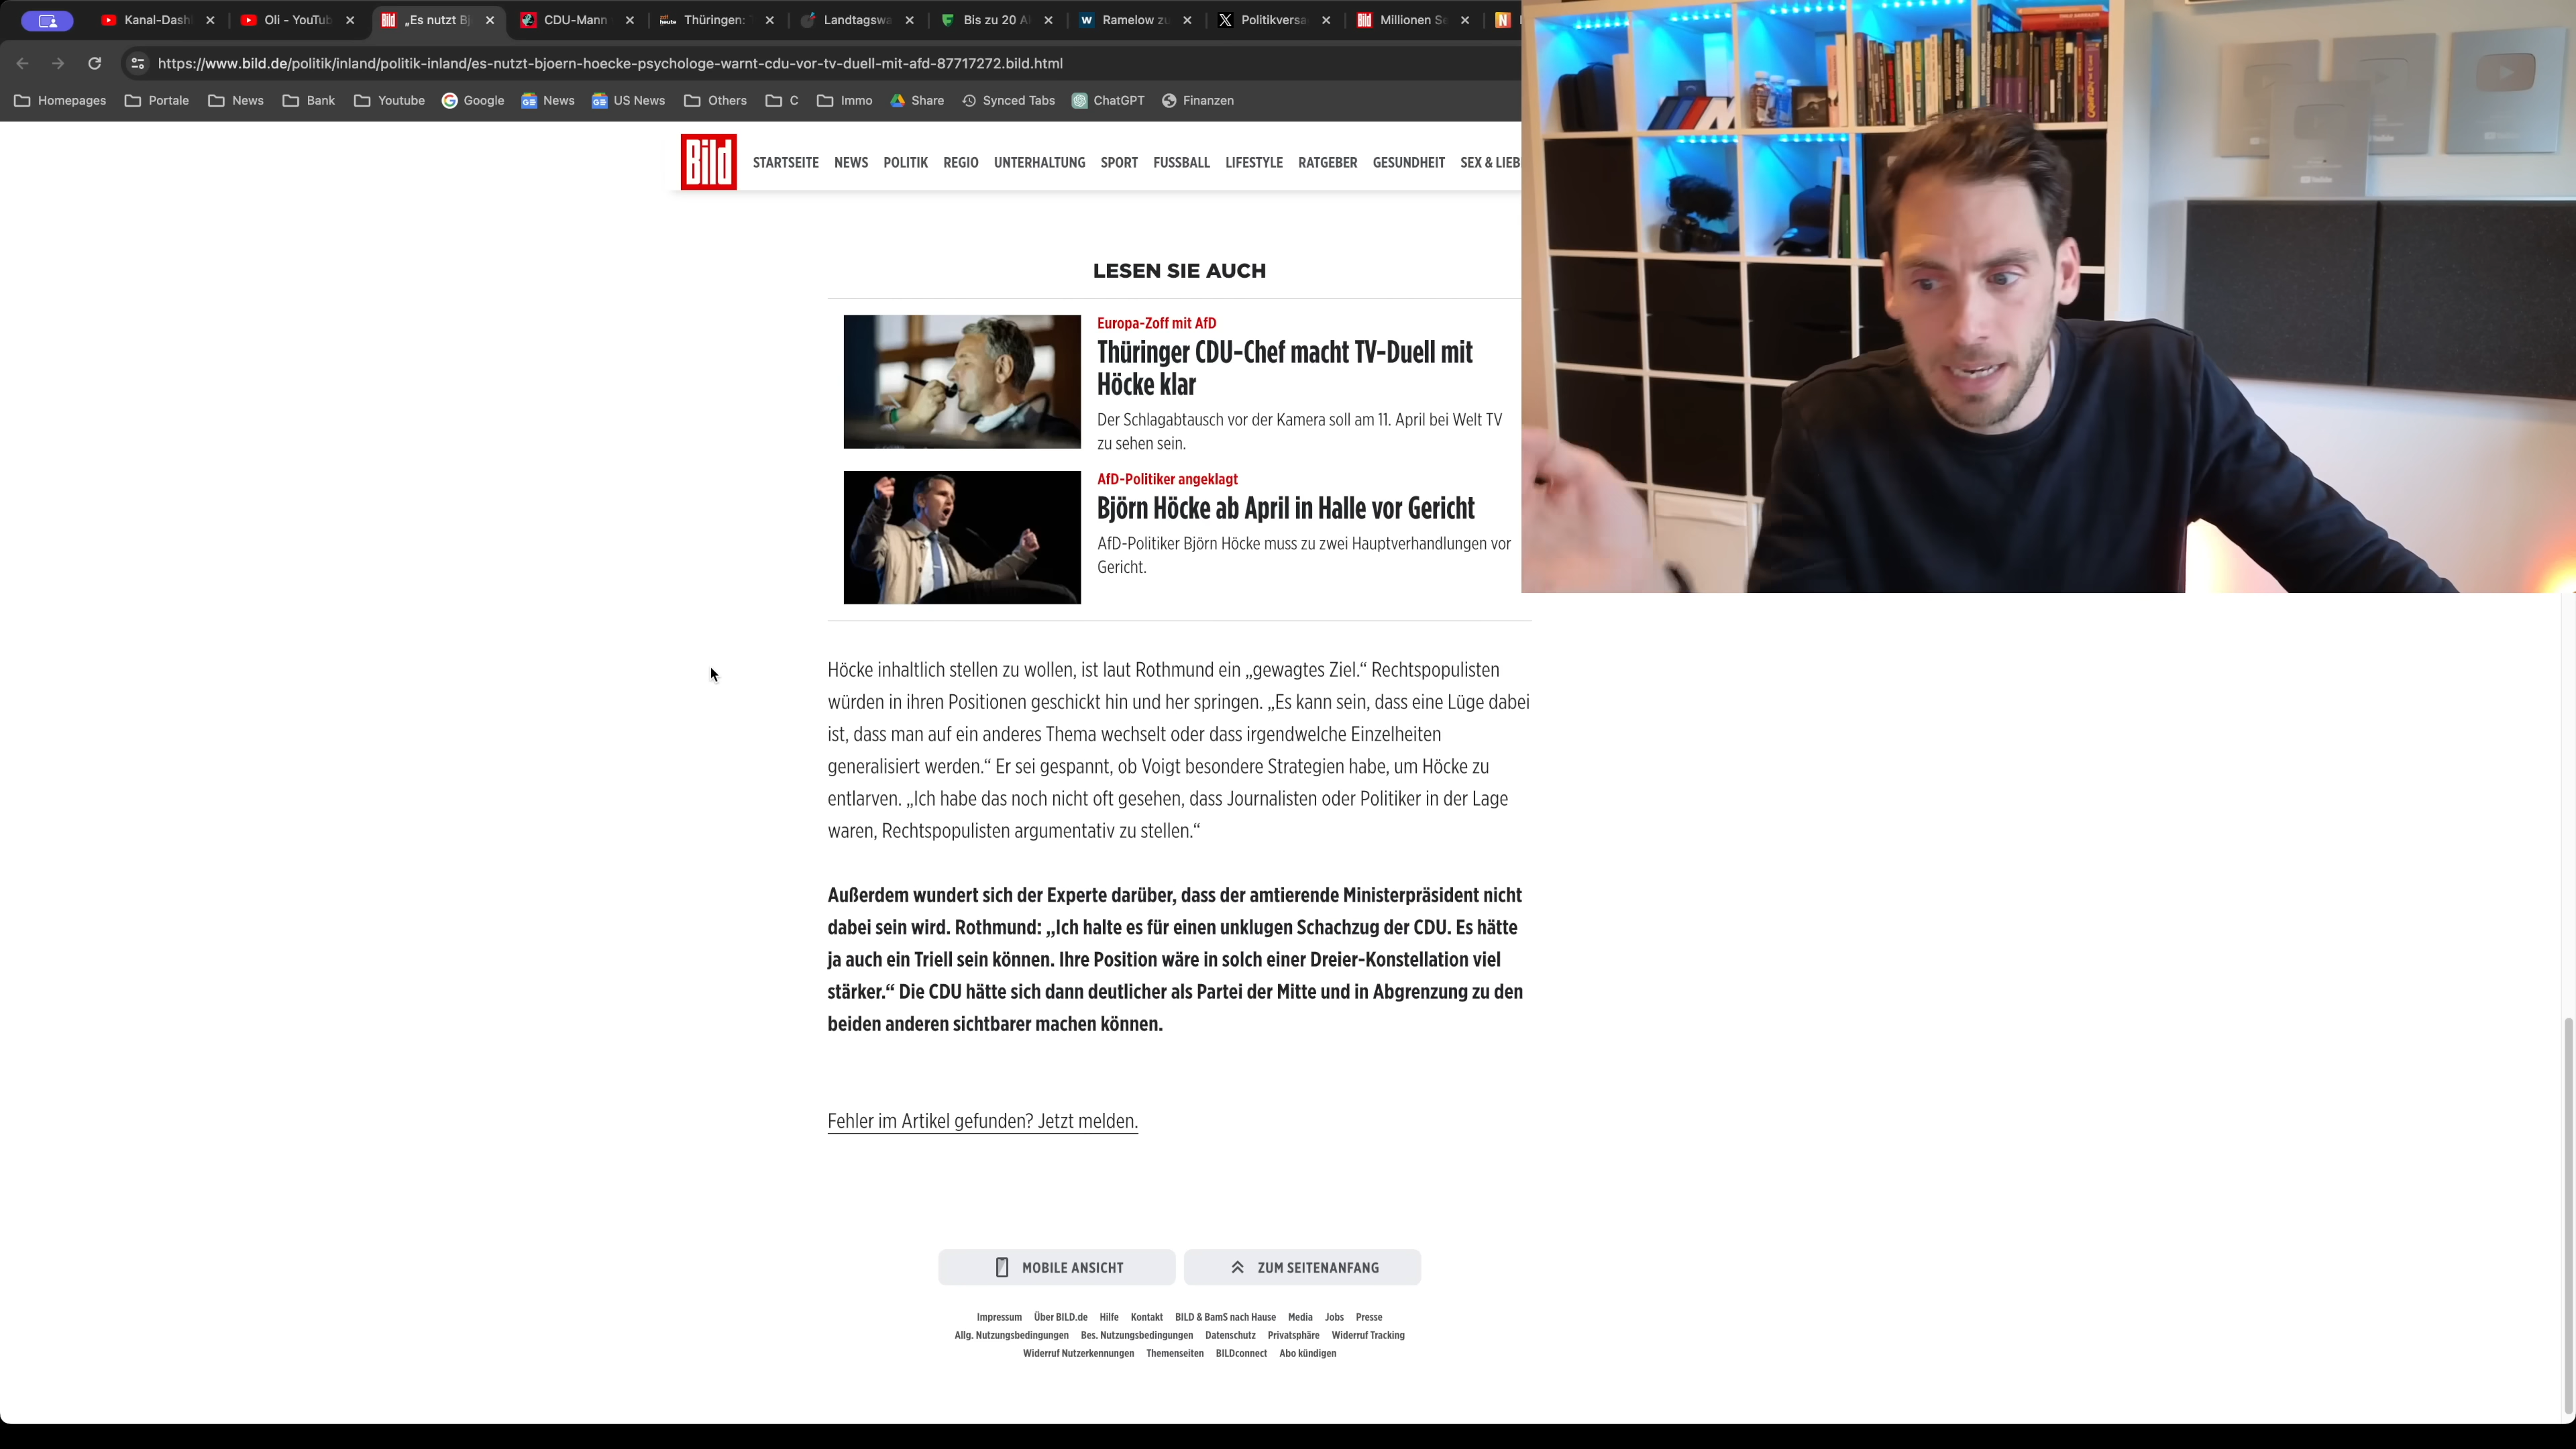 Kanal-Dash
Oli - YouTub
„Es nutzt Bj
CDU-Mann
Thüringen:
Landtagswa
Bis zu 20 A
Ramelow zu
Politikversa
Millionen S
https://www.bild.de/politik/inland/politik-inland/es-nutzt-bjoern-hoecke-psychologe-warnt-cdu-vor-tv-duell-mit-afd-87717272.bild.html
Homepages Portale News Bank Youtube Google News US News Others C Immo Share Synced Tabs ChatGPT Finanzen
Bild
STARTSEITE NEWS POLITIK REGIO UNTERHALTUNG SPORT FUSSBALL LIFESTYLE RATGEBER GESUNDHEIT SEX & LIEB
LESEN SIE AUCH
Europa-Zoff mit AfD
Thüringer CDU-Chef macht TV-Duell mit
Höcke klar
Der Schlagabtausch vor der Kamera soll am 11. April bei Welt TV
zu sehen sein.
AfD-Politiker angeklagt
Björn Höcke ab April in Halle vor Gericht
AfD-Politiker Björn Höcke muss zu zwei Hauptverhandlungen vor
Gericht.
Höcke inhaltlich stellen zu wollen, ist laut Rothmund ein „gewagtes Ziel.“ Rechtspopulisten
würden in ihren Positionen geschickt hin und her springen. „Es kann sein, dass eine Lüge dabei
ist, dass man auf ein anderes Thema wechselt oder dass irgendwelche Einzelheiten
generalisiert werden.“ Er sei gespannt, ob Voigt besondere Strategien habe, um Höcke zu
entlarven. „Ich habe das noch nicht oft gesehen, dass Journalisten oder Politiker in der Lage
waren, Rechtspopulisten argumentativ zu stellen.“
Außerdem wundert sich der Experte darüber, dass der amtierende Ministerpräsident nicht
dabei sein wird. Rothmund: „Ich halte es für einen unklugen Schachzug der CDU. Es hätte
ja auch ein Triell sein können. Ihre Position wäre in solch einer Dreier-Konstellation viel
stärker.“ Die CDU hätte sich dann deutlicher als Partei der Mitte und in Abgrenzung zu den
beiden anderen sichtbarer machen können.
Fehler im Artikel gefunden? Jetzt melden.
MOBILE ANSICHT
ZUM SEITENANFANG
Impressum Über BILD.de Hilfe Kontakt BILD & BamS nach Hause Media Jobs Presse
Allg. Nutzungsbedingungen Bes. Nutzungsbedingungen Datenschutz Privatsphäre Widerruf Tracking
Widerruf Nutzerkennungen Themenseiten BILDconnect Abo kündigen